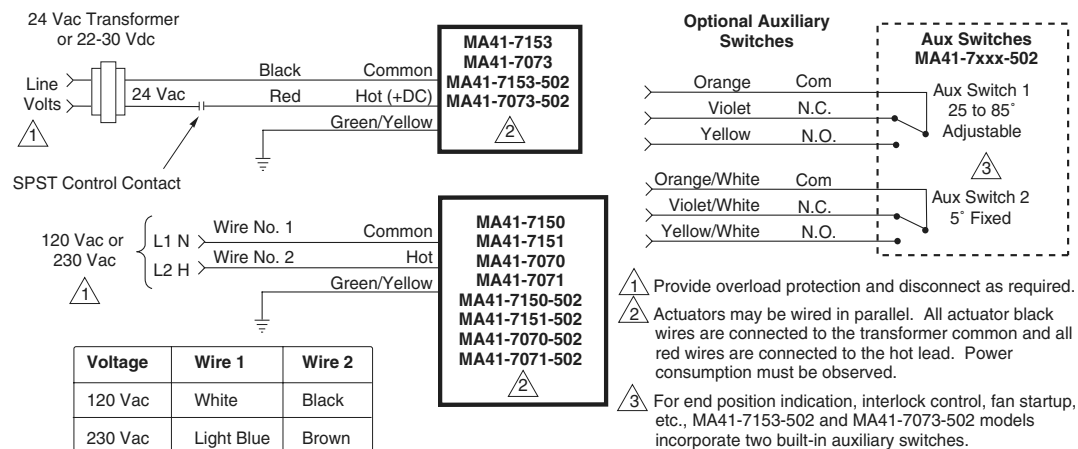 24 Vac Transformer
or 22-30 Vdc
Line
Volts
1
24 Vac
Black
Red
Common
Hot (+DC)
Green/Yellow
SPST Control Contact
MA41-7153
MA41-7073
MA41-7153-502
MA41-7073-502
2
120 Vac or
230 Vac
1
L1 N
L2 H
Wire No. 1
Wire No. 2
Common
Hot
Green/Yellow
MA41-7150
MA41-7151
MA41-7070
MA41-7071
MA41-7150-502
MA41-7151-502
MA41-7070-502
MA41-7071-502
2
Voltage Wire 1 Wire 2
120 Vac White Black
230 Vac Light Blue Brown
Optional Auxiliary
Switches
Aux Switches
MA41-7xxx-502
Orange Com
Violet N.C.
Yellow N.O.
Aux Switch 1
25 to 85˚
Adjustable
3
Orange/White Com
Violet/White N.C.
Yellow/White N.O.
Aux Switch 2
5˚ Fixed
1 Provide overload protection and disconnect as required.
2 Actuators may be wired in parallel. All actuator black
wires are connected to the transformer common and all
red wires are connected to the hot lead. Power
consumption must be observed.
3 For end position indication, interlock control, fan startup,
etc., MA41-7153-502 and MA41-7073-502 models
incorporate two built-in auxiliary switches.